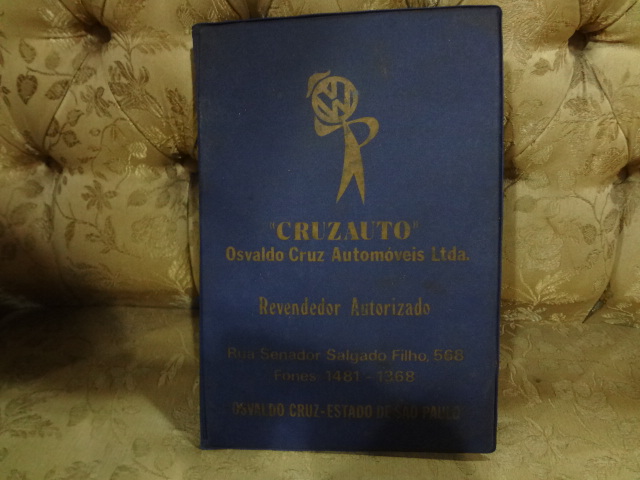 VW
"CRUZAUTO"
Osvaldo Cruz Automóveis Ltda.
Revendedor Autorizado
Rua Senador Salgado Filho, 568
Fones 1481 - 1368
OSVALDO CRUZ - ESTADO DE SÃO PAULO